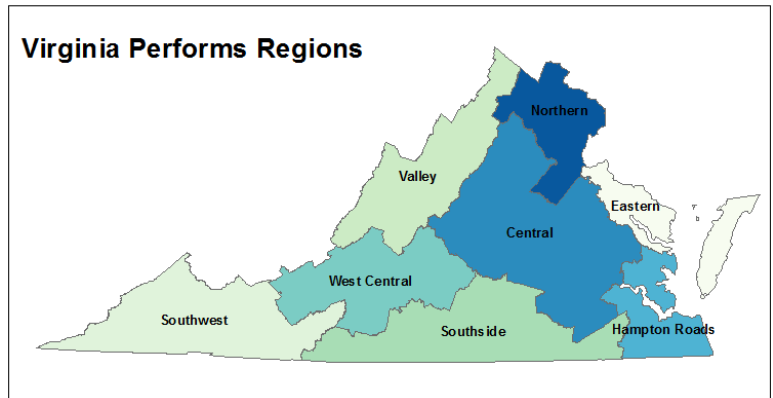 Virginia Performs Regions
Northern
Valley
Eastern
Central
West Central
Southwest
Southside
Hampton Roads